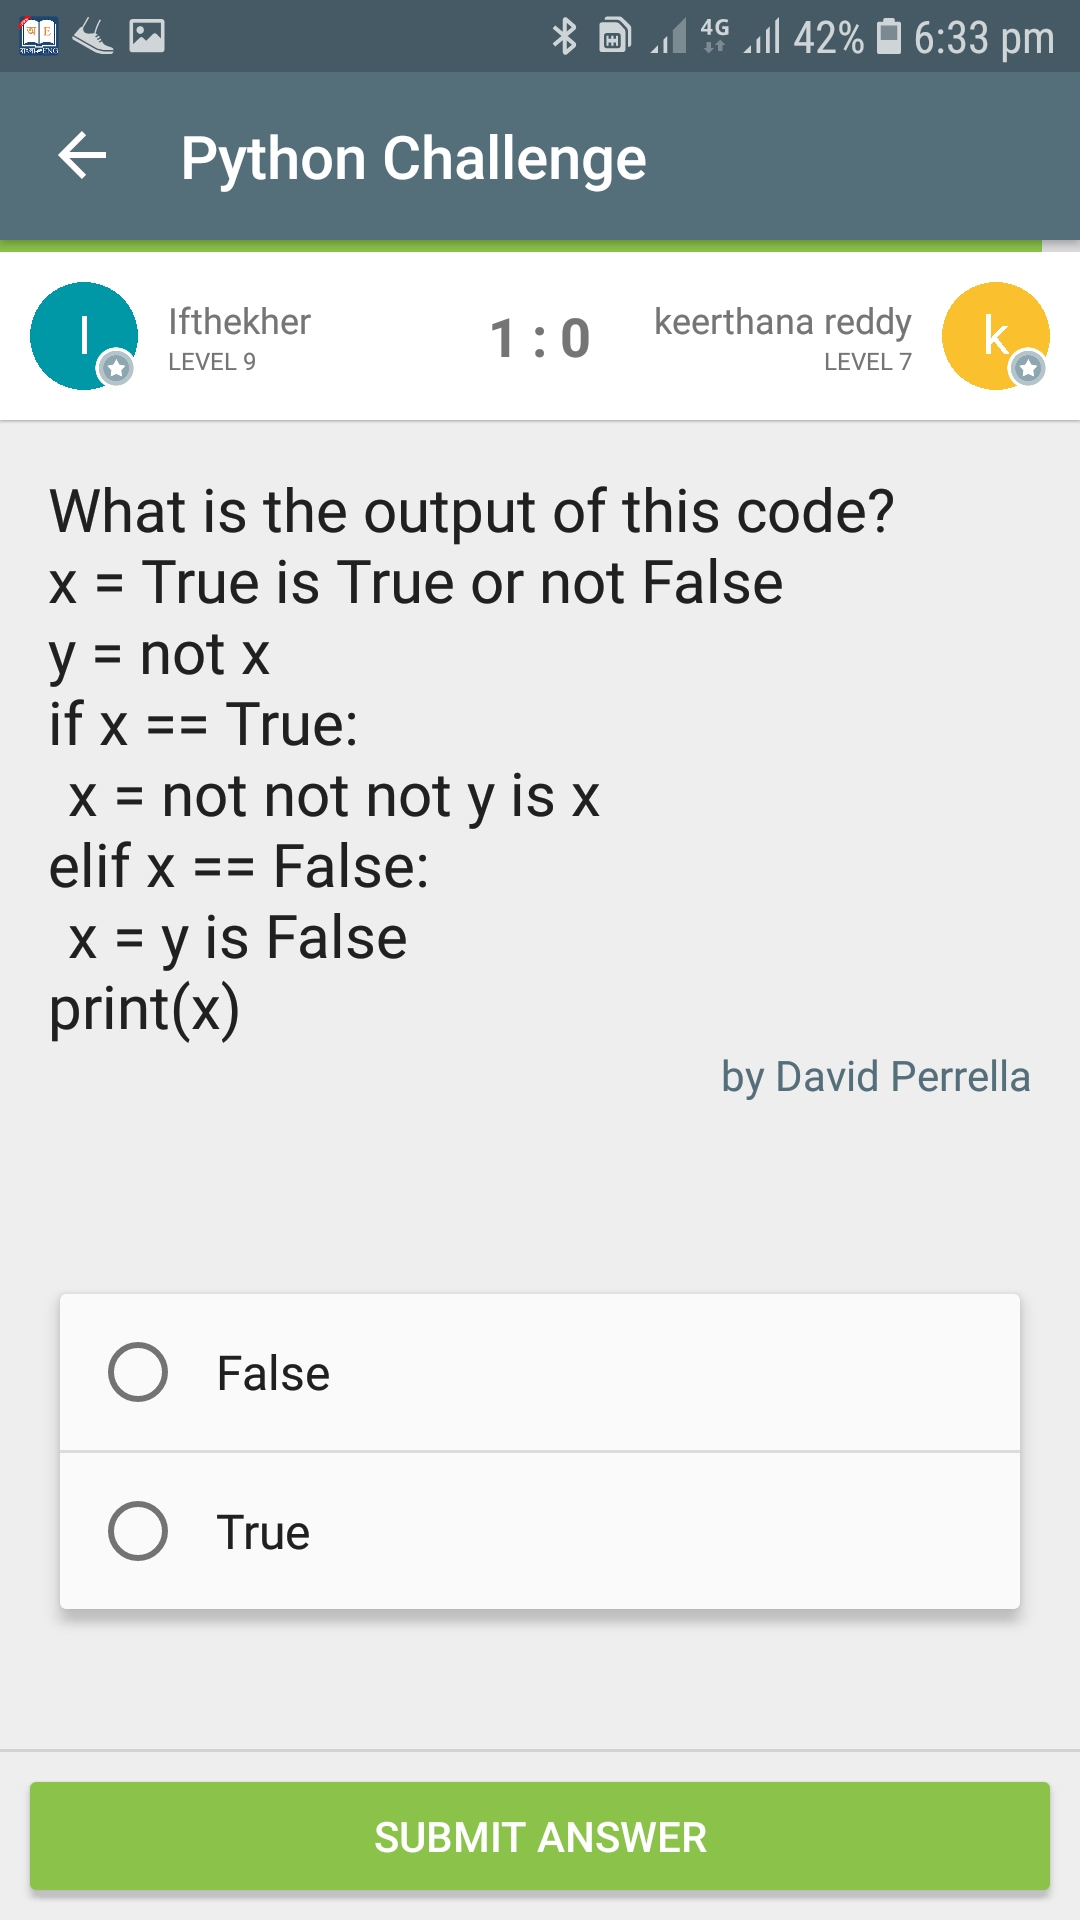 4G 42% 6:33 pm
Python Challenge
I Ifthekher 1 : 0 keerthana reddy k
LEVEL 9 LEVEL 7
What is the output of this code?
x = True is True or not False
y = not x
if x == True:
x = not not not y is x
elif x == False:
x = y is False
print(x)
by David Perrella
False
True
SUBMIT ANSWER